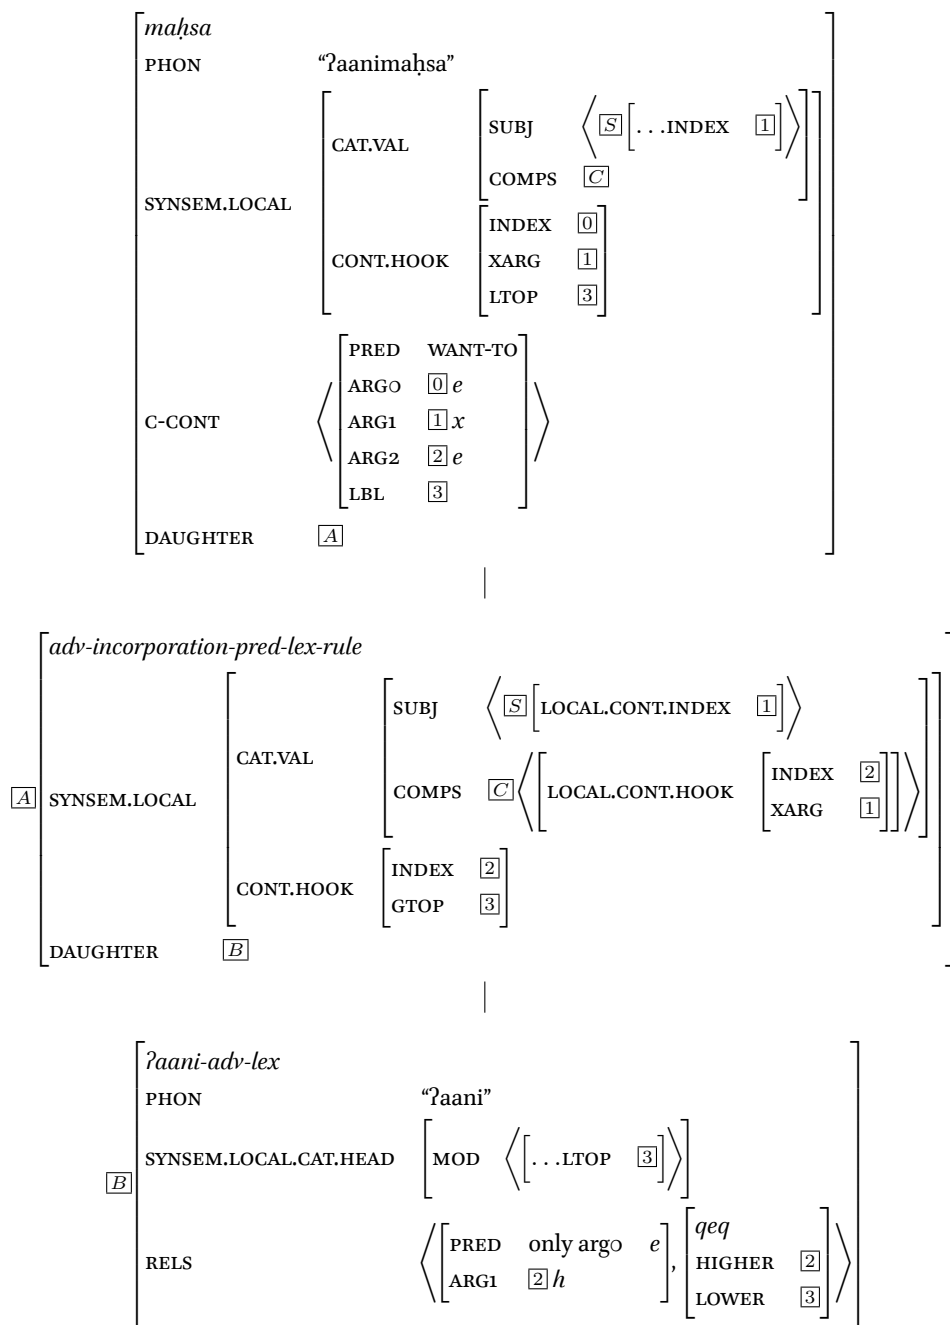 maḥsa
PHON “ʔaanimaḥsa”
SUBJ ⟨ S [ . . .INDEX 1 ] ⟩
CAT.VAL
COMPS C
SYNSEM.LOCAL
INDEX 0
CONT.HOOK XARG 1
LTOP 3
PRED WANT-TO
ARG0 0 e
C-CONT ARG1 1 x
ARG2 2 e
LBL 3
DAUGHTER A
adv-incorporation-pred-lex-rule
SUBJ ⟨ S [ LOCAL.CONT.INDEX 1 ] ⟩
CAT.VAL
INDEX 2
COMPS C ⟨ [ LOCAL.CONT.HOOK
XARG 1
A SYNSEM.LOCAL
INDEX 2
CONT.HOOK
GTOP 3
DAUGHTER B
ʔaani-adv-lex
PHON “ʔaani”
SYNSEM.LOCAL.CAT.HEAD [ MOD ⟨ [ . . .LTOP 3 ] ⟩ ]
B
qeq
PRED only arg0 e
RELS , HIGHER 2
ARG1 2 h
LOWER 3